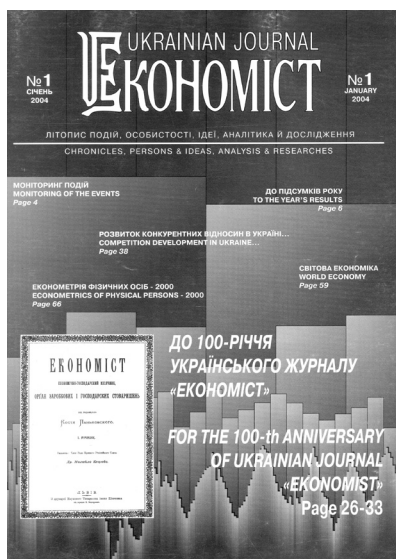 UKRAINIAN JOURNAL
ЕКОНОМІСТ
№1
СІЧЕНЬ
2004
№1
JANUARY
2004
ЛІТОПИС ПОДІЙ, ОСОБИСТОСТІ, ІДЕЇ, АНАЛІТИКА Й ДОСЛІДЖЕННЯ
CHRONICLES, PERSONS & IDEAS, ANALYSIS & RESEARCHES
МОНІТОРИНГ ПОДІЙ
MONITORING OF THE EVENTS
Page 4
ДО ПІДСУМКІВ РОКУ
TO THE YEAR'S RESULTS
Page 6
РОЗВИТОК КОНКУРЕНТНИХ ВІДНОСИН В УКРАЇНІ...
COMPETITION DEVELOPMENT IN UKRAINE...
Page 38
СВІТОВА ЕКОНОМІКА
WORLD ECONOMY
Page 59
ЕКОНОМЕТРІЯ ФІЗИЧНИХ ОСІБ - 2000
ECONOMETRICS OF PHYSICAL PERSONS - 2000
Page 66
ЕКОНОМІСТ
ДО 100-РІЧЧЯ
УКРАЇНСЬКОГО ЖУРНАЛУ
«ЕКОНОМІСТ»
FOR THE 100-th ANNIVERSARY
OF UKRAINIAN JOURNAL
«EKONOMIST»
Page 26-33